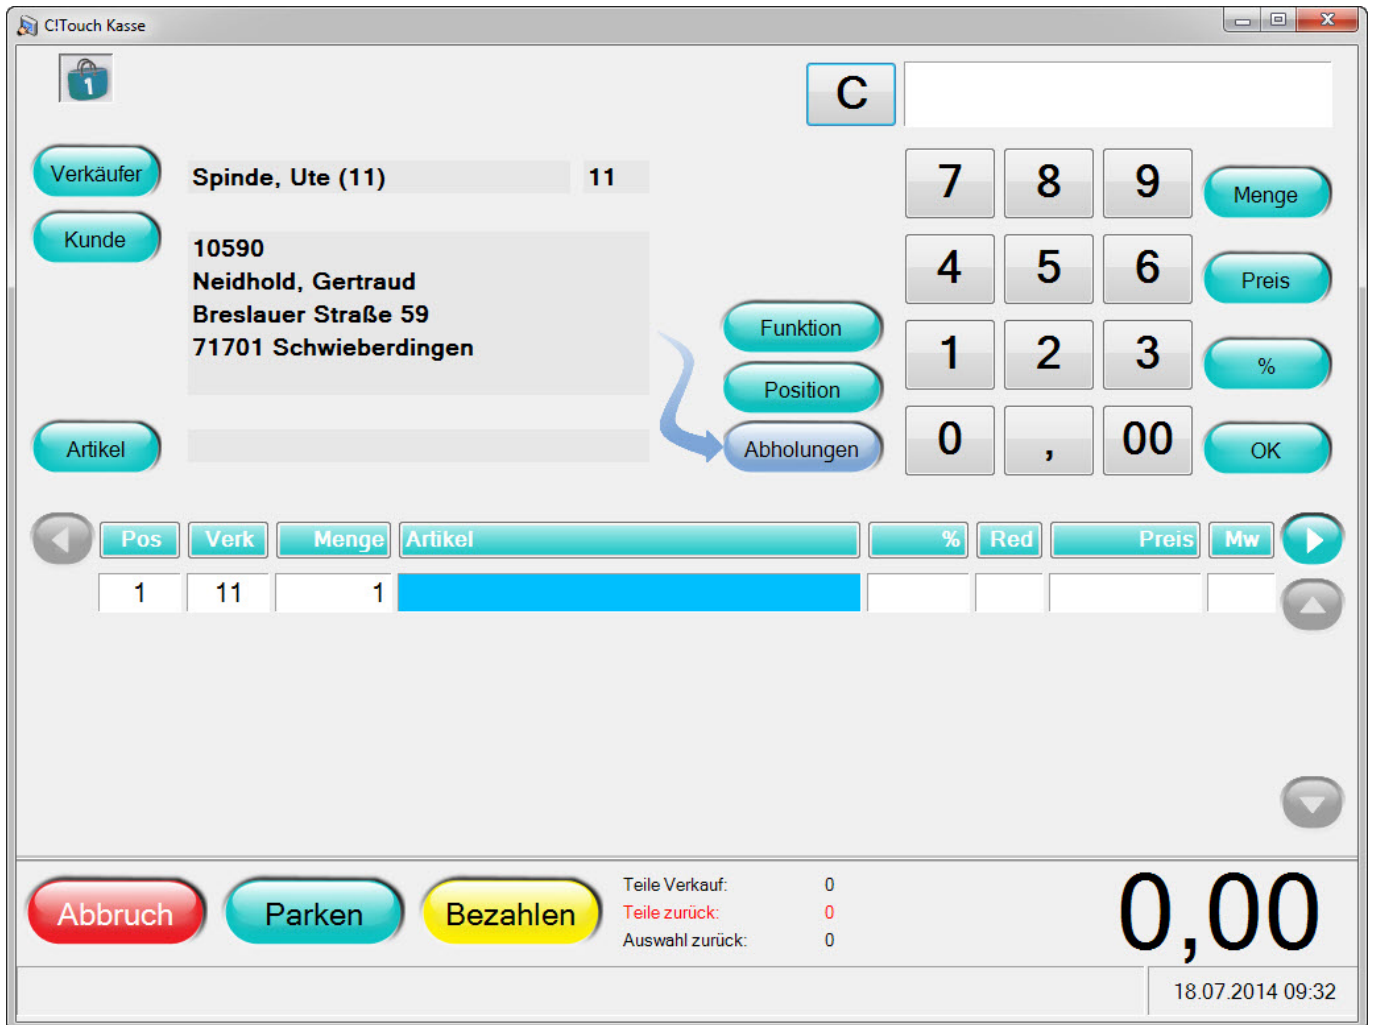 C!Touch Kasse
1
C
Verkäufer
Spinde, Ute (11) 11
Kunde
10590
Neidhold, Gertraud
Breslauer Straße 59
71701 Schwieberdingen
Artikel
Funktion
Position
Abholungen
7 8 9 Menge
4 5 6 Preis
1 2 3 %
0 , 00 OK
Pos Verk Menge Artikel % Red Preis Mw
1 11 1
Abbruch Parken Bezahlen
Teile Verkauf: 0
Teile zurück: 0
Auswahl zurück: 0
0,00
18.07.2014 09:32